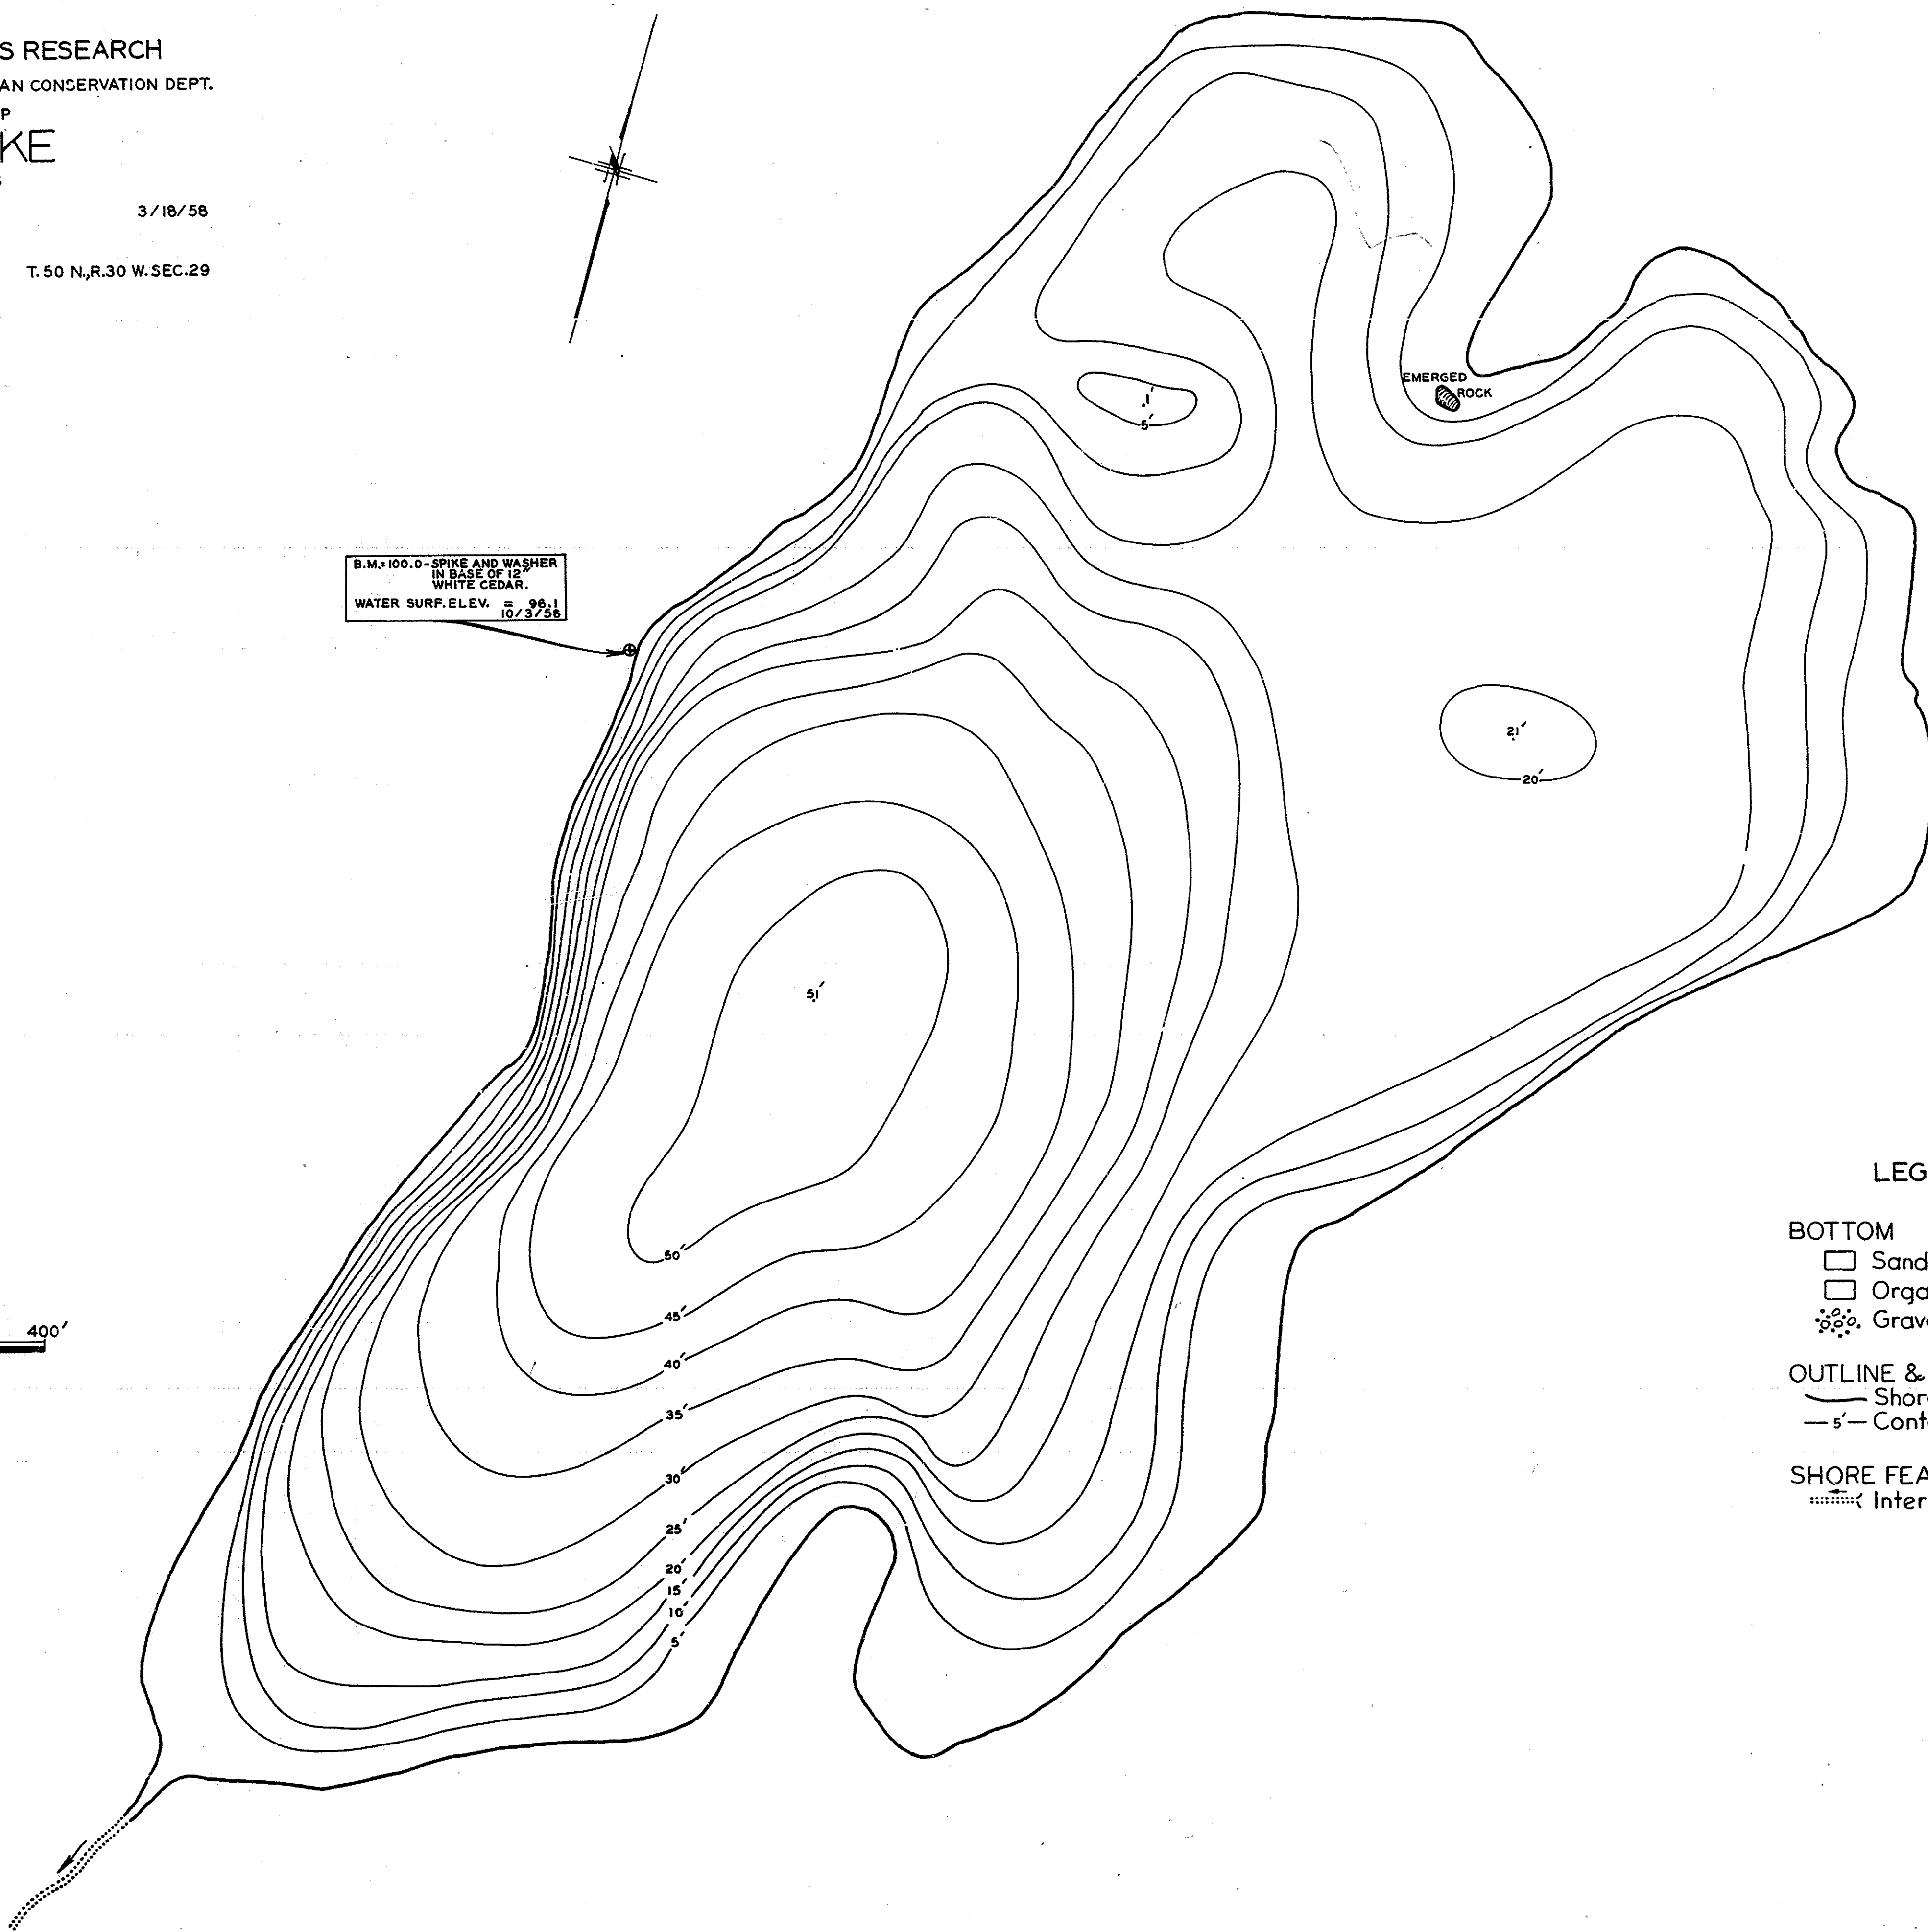 S RESEARCH
AN CONSERVATION DEPT.
P
KE
3/18/58
T. 50 N., R. 30 W. SEC. 29
N
EMERGED
ROCK
1'
5'
B.M.=100.0-SPIKE AND WASHER
IN BASE OF 12"
WHITE CEDAR.
WATER SURF. ELEV. = 96.1
10/3/58
21'
20'
51'
50'
45'
40'
35'
30'
25'
20'
15'
10'
5'
400'
LEG
BOTTOM
Sand
Orga
Grav
OUTLINE &
Shor
5' Cont
SHORE FEA
Inter